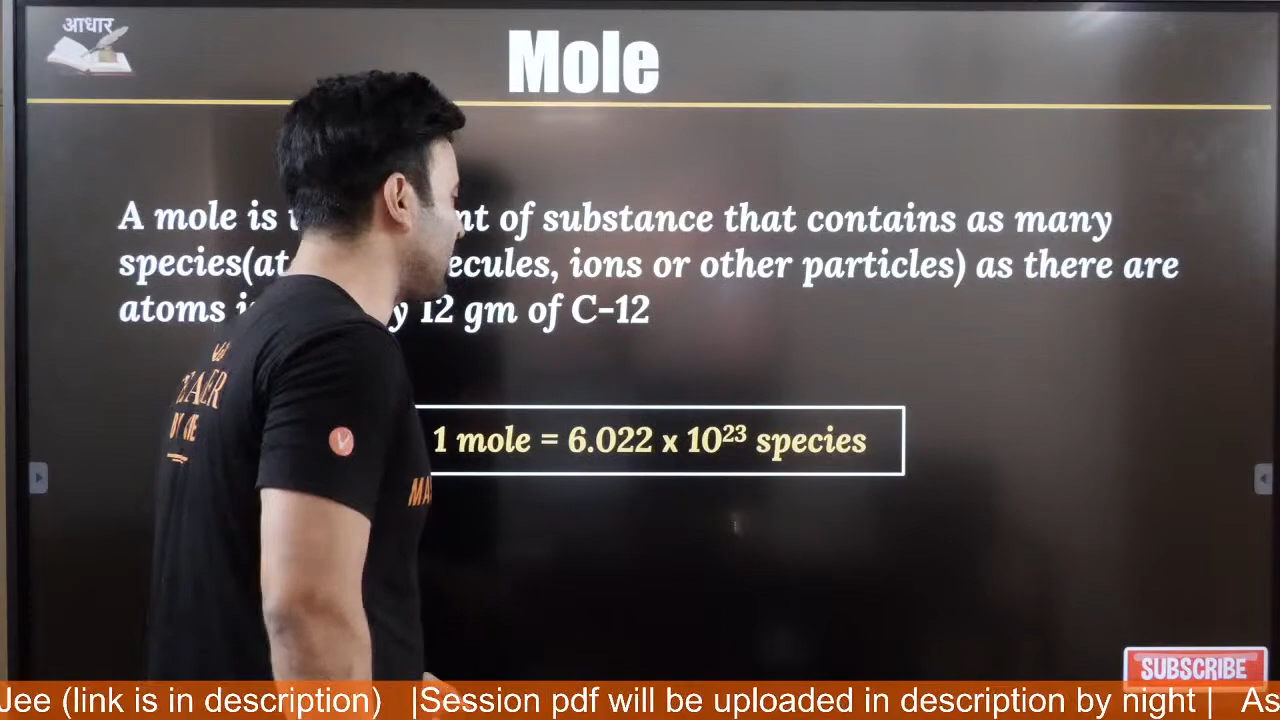 आधार
Mole
A mole is nt of substance that contains as many
species(at ecules, ions or other particles) as there are
atoms i y 12 gm of C-12
1 mole = 6.022 x 10²³ species
MA
SUBSCRIBE
Jee (link is in description) |Session pdf will be uploaded in description by night | As